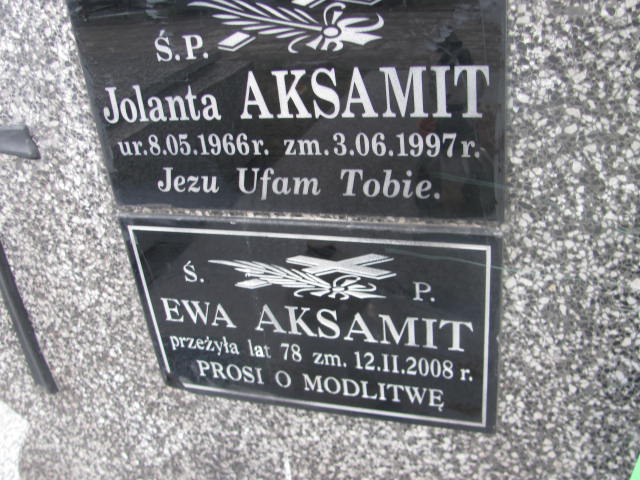 Ś.P.
Jolanta AKSAMIT
ur.8.05.1966r. zm.3.06.1997r.
Jezu Ufam Tobie.
Ś. P.
EWA AKSAMIT
przeżyła lat 78 zm. 12.II.2008 r.
PROSI O MODLITWĘ